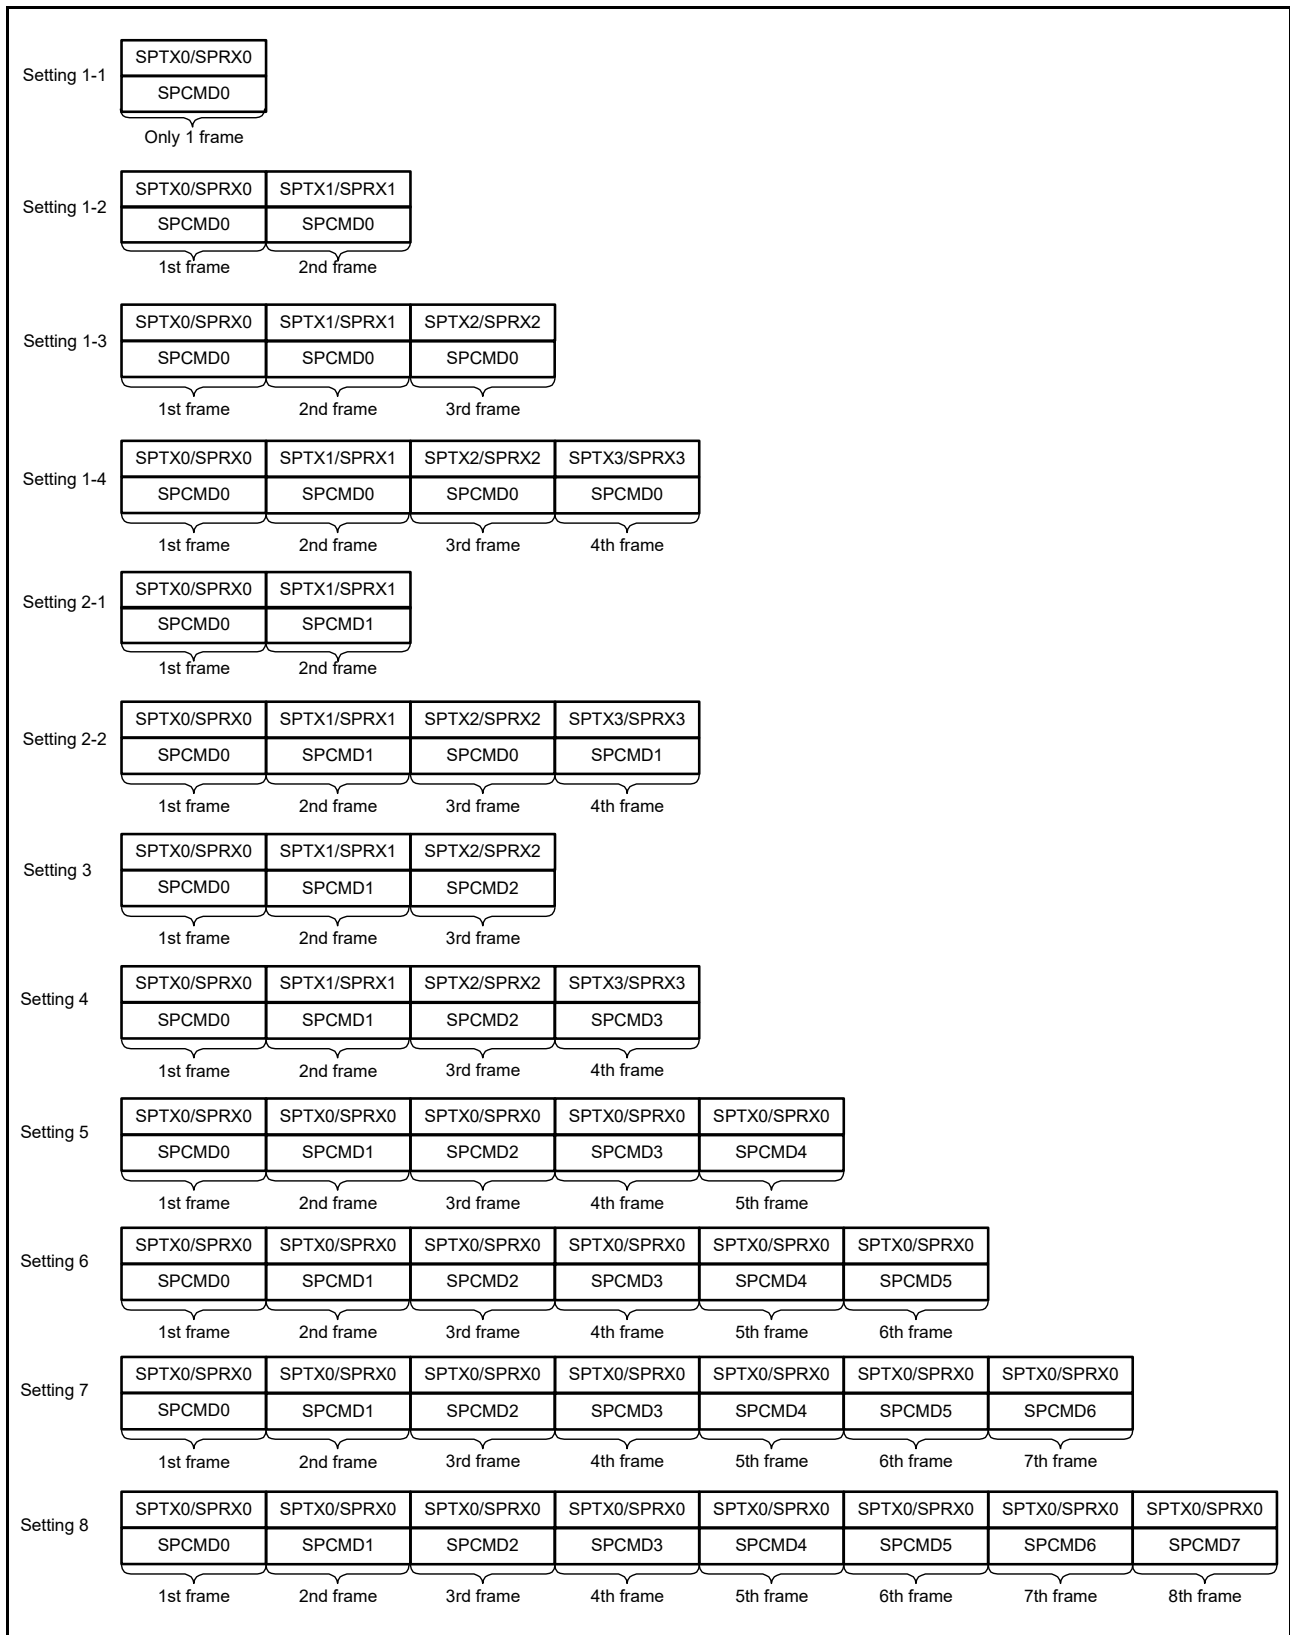 Setting 1-1
SPTX0/SPRX0
SPCMD0
Only 1 frame
Setting 1-2
SPTX0/SPRX0 SPTX1/SPRX1
SPCMD0 SPCMD0
1st frame 2nd frame
Setting 1-3
SPTX0/SPRX0 SPTX1/SPRX1 SPTX2/SPRX2
SPCMD0 SPCMD0 SPCMD0
1st frame 2nd frame 3rd frame
Setting 1-4
SPTX0/SPRX0 SPTX1/SPRX1 SPTX2/SPRX2 SPTX3/SPRX3
SPCMD0 SPCMD0 SPCMD0 SPCMD0
1st frame 2nd frame 3rd frame 4th frame
Setting 2-1
SPTX0/SPRX0 SPTX1/SPRX1
SPCMD0 SPCMD1
1st frame 2nd frame
Setting 2-2
SPTX0/SPRX0 SPTX1/SPRX1 SPTX2/SPRX2 SPTX3/SPRX3
SPCMD0 SPCMD1 SPCMD0 SPCMD1
1st frame 2nd frame 3rd frame 4th frame
Setting 3
SPTX0/SPRX0 SPTX1/SPRX1 SPTX2/SPRX2
SPCMD0 SPCMD1 SPCMD2
1st frame 2nd frame 3rd frame
Setting 4
SPTX0/SPRX0 SPTX1/SPRX1 SPTX2/SPRX2 SPTX3/SPRX3
SPCMD0 SPCMD1 SPCMD2 SPCMD3
1st frame 2nd frame 3rd frame 4th frame
Setting 5
SPTX0/SPRX0 SPTX0/SPRX0 SPTX0/SPRX0 SPTX0/SPRX0 SPTX0/SPRX0
SPCMD0 SPCMD1 SPCMD2 SPCMD3 SPCMD4
1st frame 2nd frame 3rd frame 4th frame 5th frame
Setting 6
SPTX0/SPRX0 SPTX0/SPRX0 SPTX0/SPRX0 SPTX0/SPRX0 SPTX0/SPRX0 SPTX0/SPRX0
SPCMD0 SPCMD1 SPCMD2 SPCMD3 SPCMD4 SPCMD5
1st frame 2nd frame 3rd frame 4th frame 5th frame 6th frame
Setting 7
SPTX0/SPRX0 SPTX0/SPRX0 SPTX0/SPRX0 SPTX0/SPRX0 SPTX0/SPRX0 SPTX0/SPRX0 SPTX0/SPRX0
SPCMD0 SPCMD1 SPCMD2 SPCMD3 SPCMD4 SPCMD5 SPCMD6
1st frame 2nd frame 3rd frame 4th frame 5th frame 6th frame 7th frame
Setting 8
SPTX0/SPRX0 SPTX0/SPRX0 SPTX0/SPRX0 SPTX0/SPRX0 SPTX0/SPRX0 SPTX0/SPRX0 SPTX0/SPRX0 SPTX0/SPRX0
SPCMD0 SPCMD1 SPCMD2 SPCMD3 SPCMD4 SPCMD5 SPCMD6 SPCMD7
1st frame 2nd frame 3rd frame 4th frame 5th frame 6th frame 7th frame 8th frame